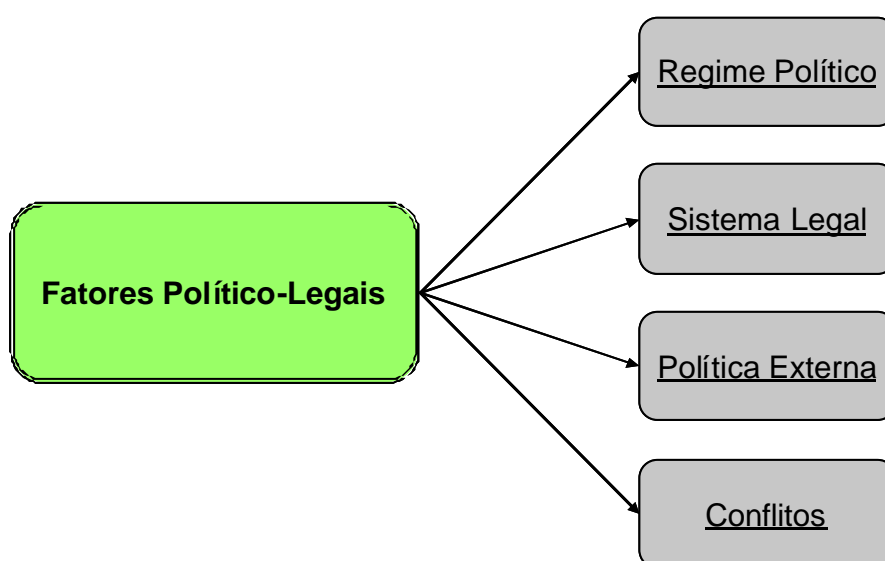 Regime Político
Sistema Legal
Fatores Político-Legais
Política Externa
Conflitos